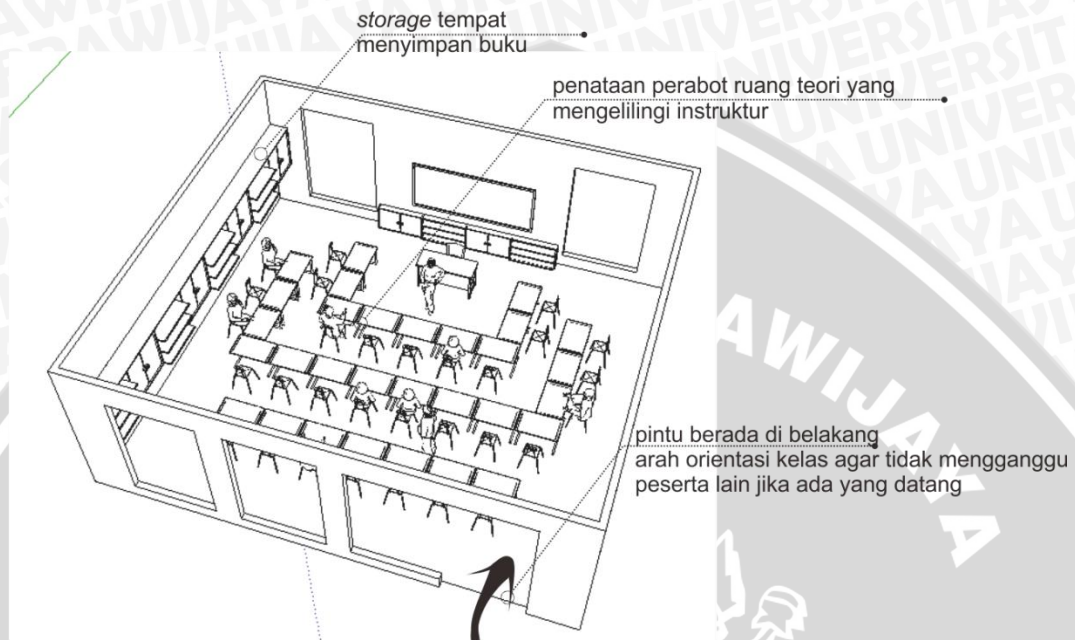 storage tempat
menyimpan buku
penataan perabot ruang teori yang
mengelilingi instruktur
pintu berada di belakang
arah orientasi kelas agar tidak mengganggu
peserta lain jika ada yang datang
AWIJAYA